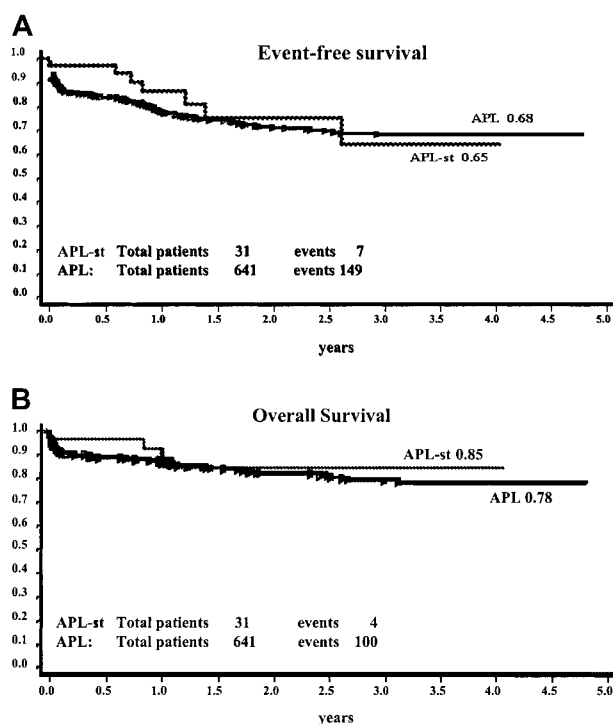 A
Event-free survival
1.0
0.9
0.8
0.7
0.6
0.5
0.4
0.3
0.2
0.1
0.0
APL 0.68
APL-st 0.65
APL-st Total patients 31 events 7
APL: Total patients 641 events 149
0.0 0.5 1.0 1.5 2.0 2.5 3.0 3.5 4.0 4.5 5.0
years
B
Overall Survival
1.0
0.9
0.8
0.7
0.6
0.5
0.4
0.3
0.2
0.1
0.0
APL-st 0.85
APL 0.78
APL-st Total patients 31 events 4
APL: Total patients 641 events 100
0.0 0.5 1.0 1.5 2.0 2.5 3.0 3.5 4.0 4.5 5.0
years